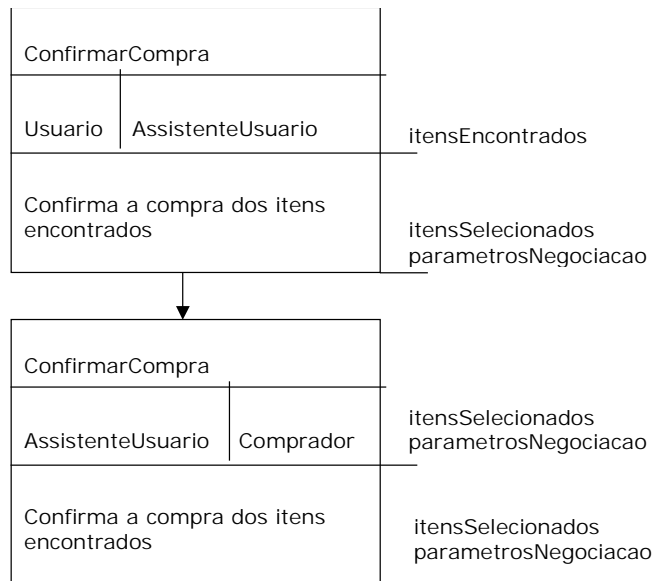 ConfirmarCompra
Usuario AssistenteUsuario
itensEncontrados
Confirma a compra dos itens
encontrados
itensSelecionados
parametrosNegociacao
ConfirmarCompra
AssistenteUsuario Comprador
itensSelecionados
parametrosNegociacao
Confirma a compra dos itens
encontrados
itensSelecionados
parametrosNegociacao